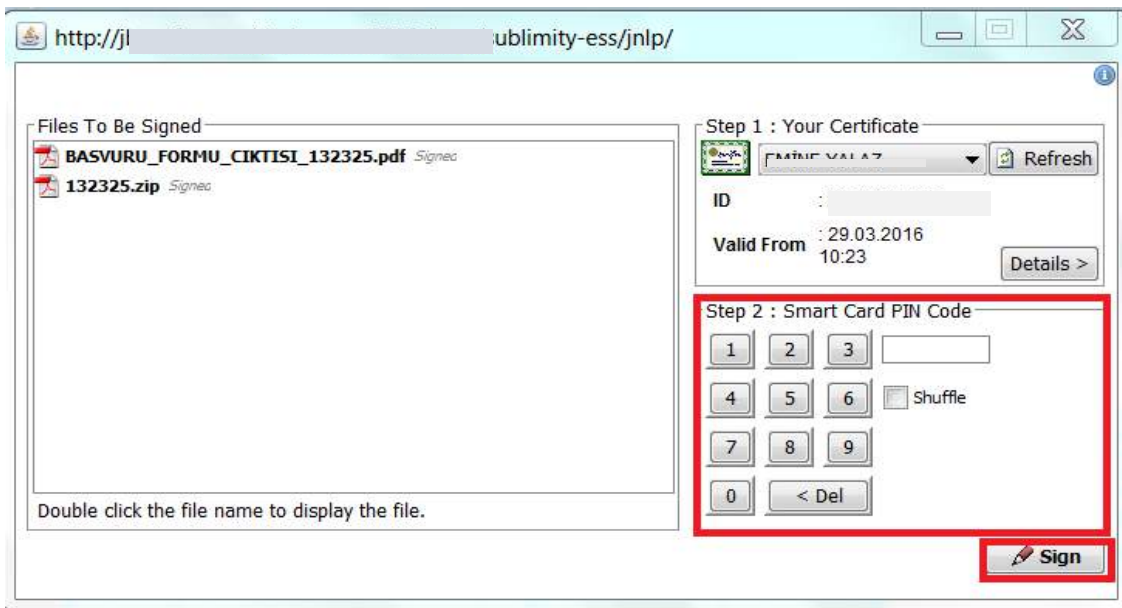 http://jl ublimity-ess/jnlp/
Files To Be Signed
BASVURU_FORMU_CIKTISI_132325.pdf Signed
132325.zip Signed
Double click the file name to display the file.
Step 1 : Your Certificate
Refresh
ID :
Valid From : 29.03.2016
10:23
Details >
Step 2 : Smart Card PIN Code
1 2 3
4 5 6 Shuffle
7 8 9
0 < Del
Sign